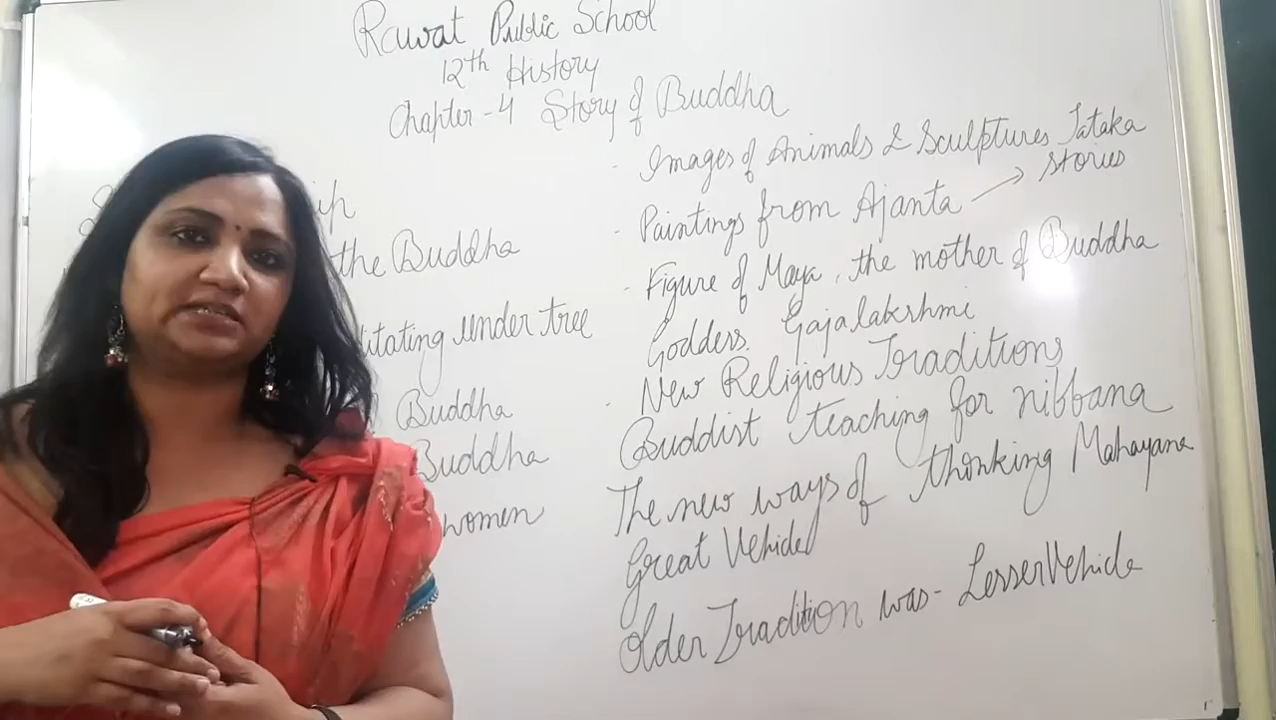 Rawat Public School
12th History
Chapter - 4 Story of Buddha
the Buddha
under tree
Buddha
Buddha
women
- Images of Animals & Sculptures Jataka
stories
- Paintings from Ajanta →
- Figure of Maya, the mother of Buddha
Goddess. Gajalakshmi
- New Religious Traditions
Buddist teaching for nibbana
The new ways of thinking Mahayana
Great Vehicle
Older Tradition was - Lesser Vehicle